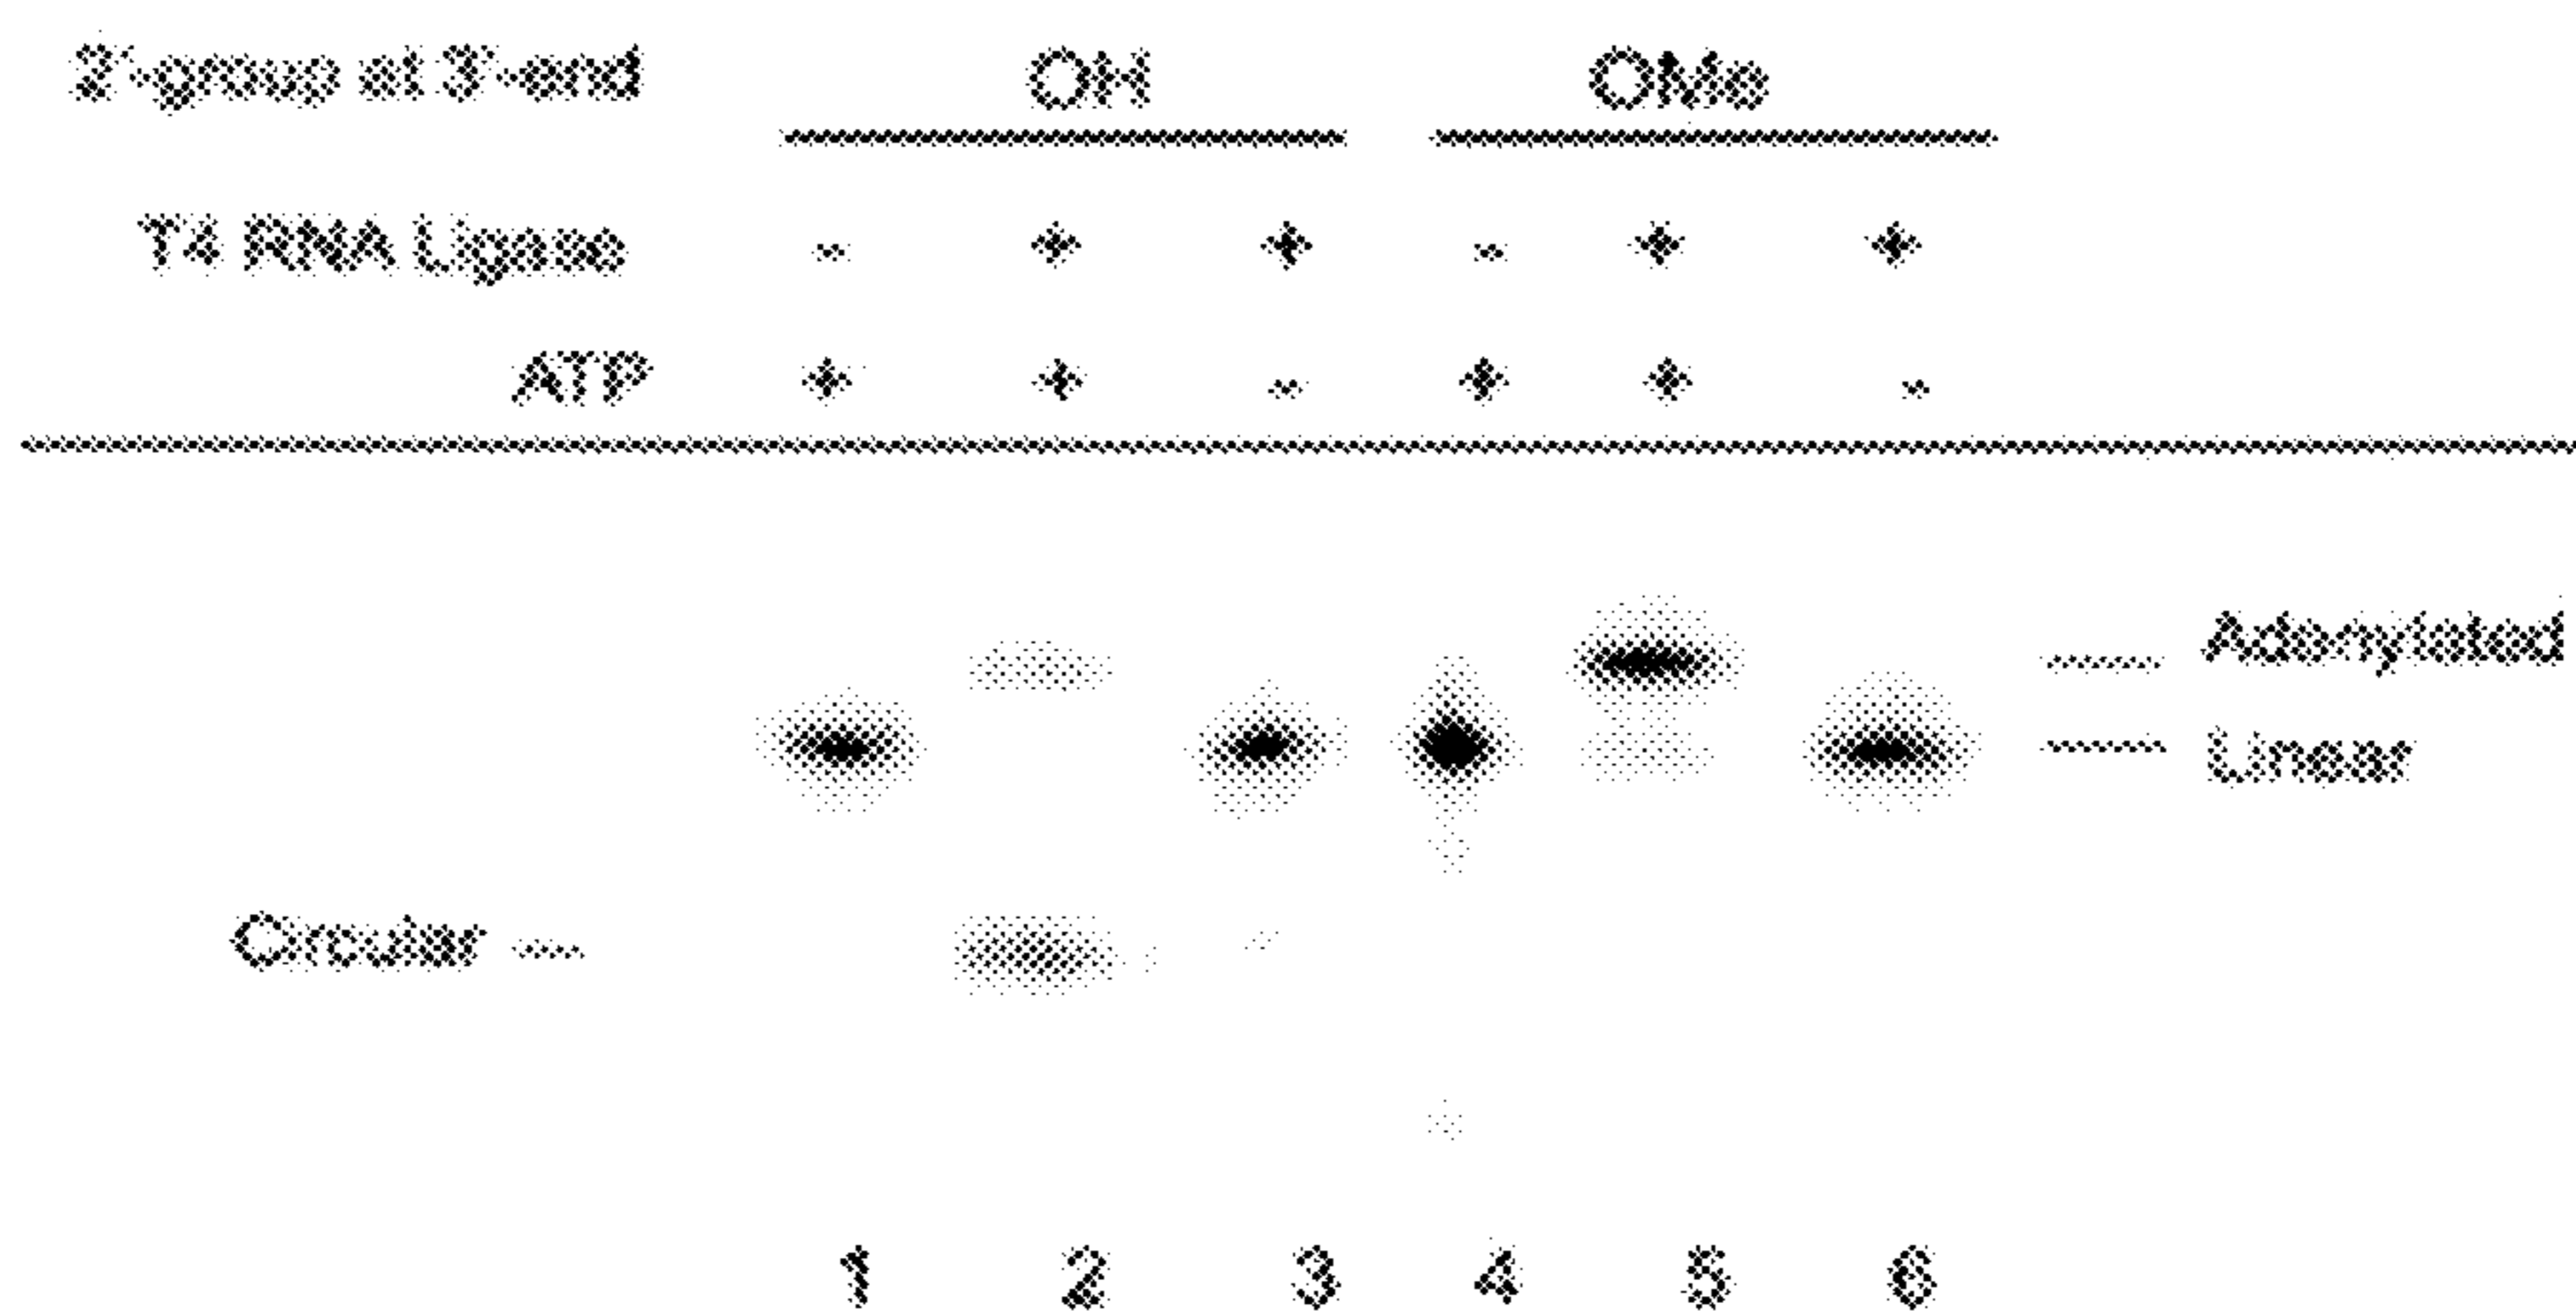 2'-group at 3'-end OH OMe
T4 RNA Ligase - + + - + +
ATP + + - + + -
Adenylated
Linear
Circular
1 2 3 4 5 6